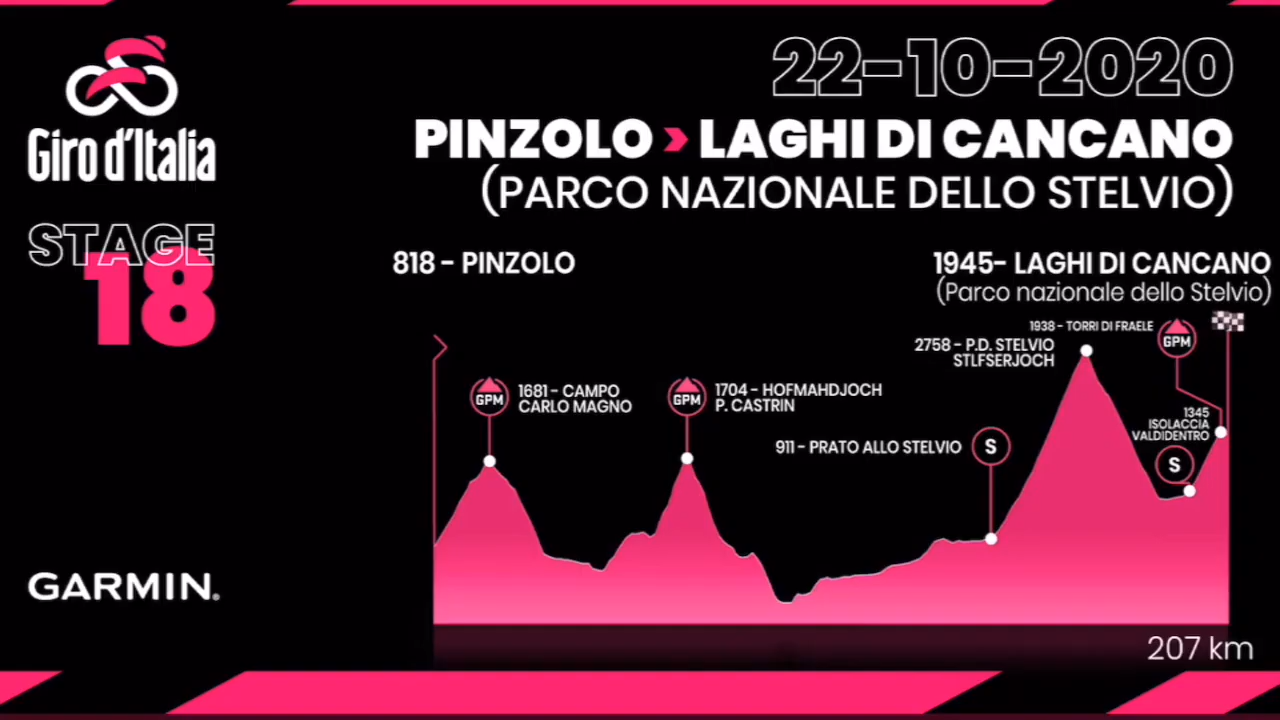 22-10-2020
Giro d'Italia
PINZOLO > LAGHI DI CANCANO
(PARCO NAZIONALE DELLO STELVIO)
STAGE
18
818 - PINZOLO
1945- LAGHI DI CANCANO
(Parco nazionale dello Stelvio)
1938 - TORRI DI FRAELE
GPM
2758 - P.D. STELVIO
STLFSERJOCH
GPM
1681 - CAMPO
CARLO MAGNO
GPM
1704 - HOFMAHDJOCH
P. CASTRIN
1345
ISOLACCIA
VALDIDENTRO
911 - PRATO ALLO STELVIO
S
S
GARMIN.
207 km